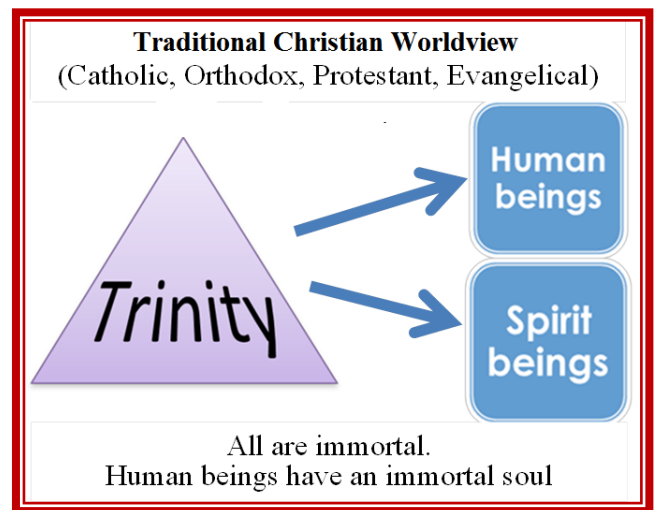 Traditional Christian Worldview
(Catholic, Orthodox, Protestant, Evangelical)
Trinity
Human
beings
Spirit
beings
All are immortal.
Human beings have an immortal soul